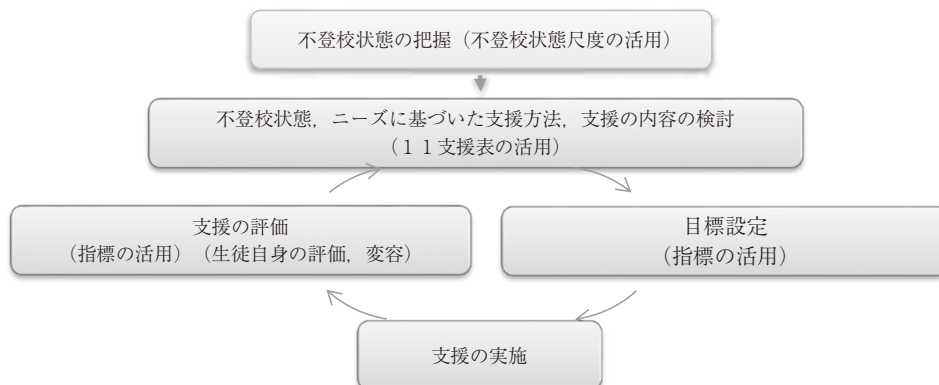 不登校状態の把握（不登校状態尺度の活用）
不登校状態，ニーズに基づいた支援方法，支援の内容の検討
（１１支援表の活用）
支援の評価
（指標の活用）（生徒自身の評価，変容）
目標設定
（指標の活用）
支援の実施